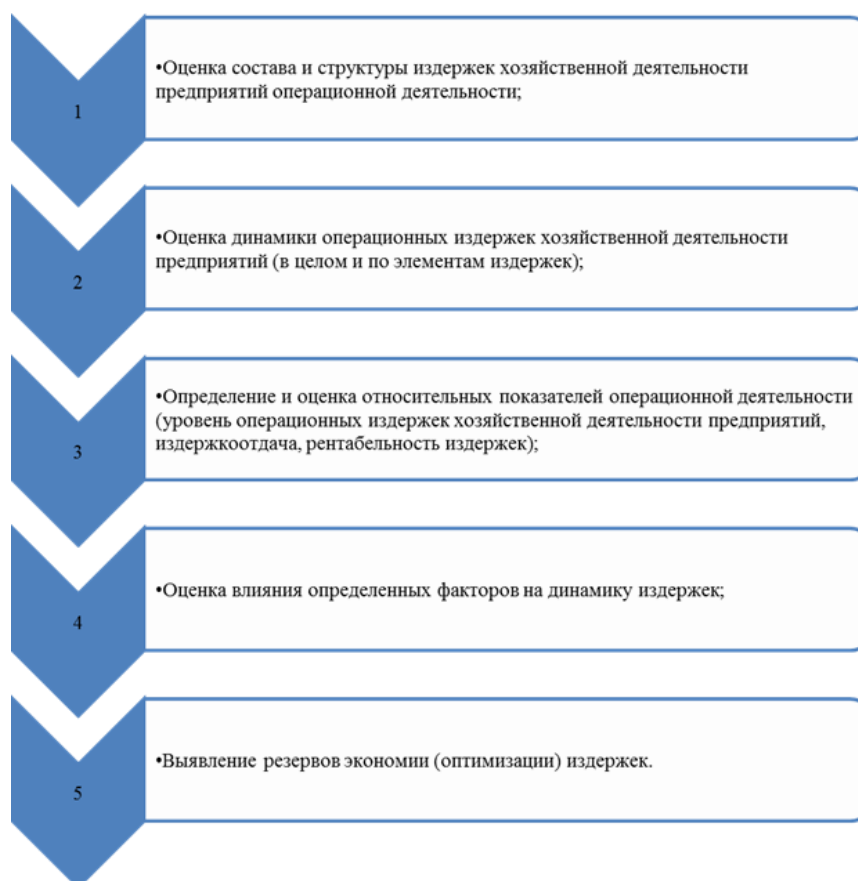 •Оценка состава и структуры издержек хозяйственной деятельности
предприятий операционной деятельности;
1
•Оценка динамики операционных издержек хозяйственной деятельности
предприятий (в целом и по элементам издержек);
2
•Определение и оценка относительных показателей операционной деятельности
(уровень операционных издержек хозяйственной деятельности предприятий,
издержкоотдача, рентабельность издержек);
3
•Оценка влияния определенных факторов на динамику издержек;
4
•Выявление резервов экономии (оптимизации) издержек.
5